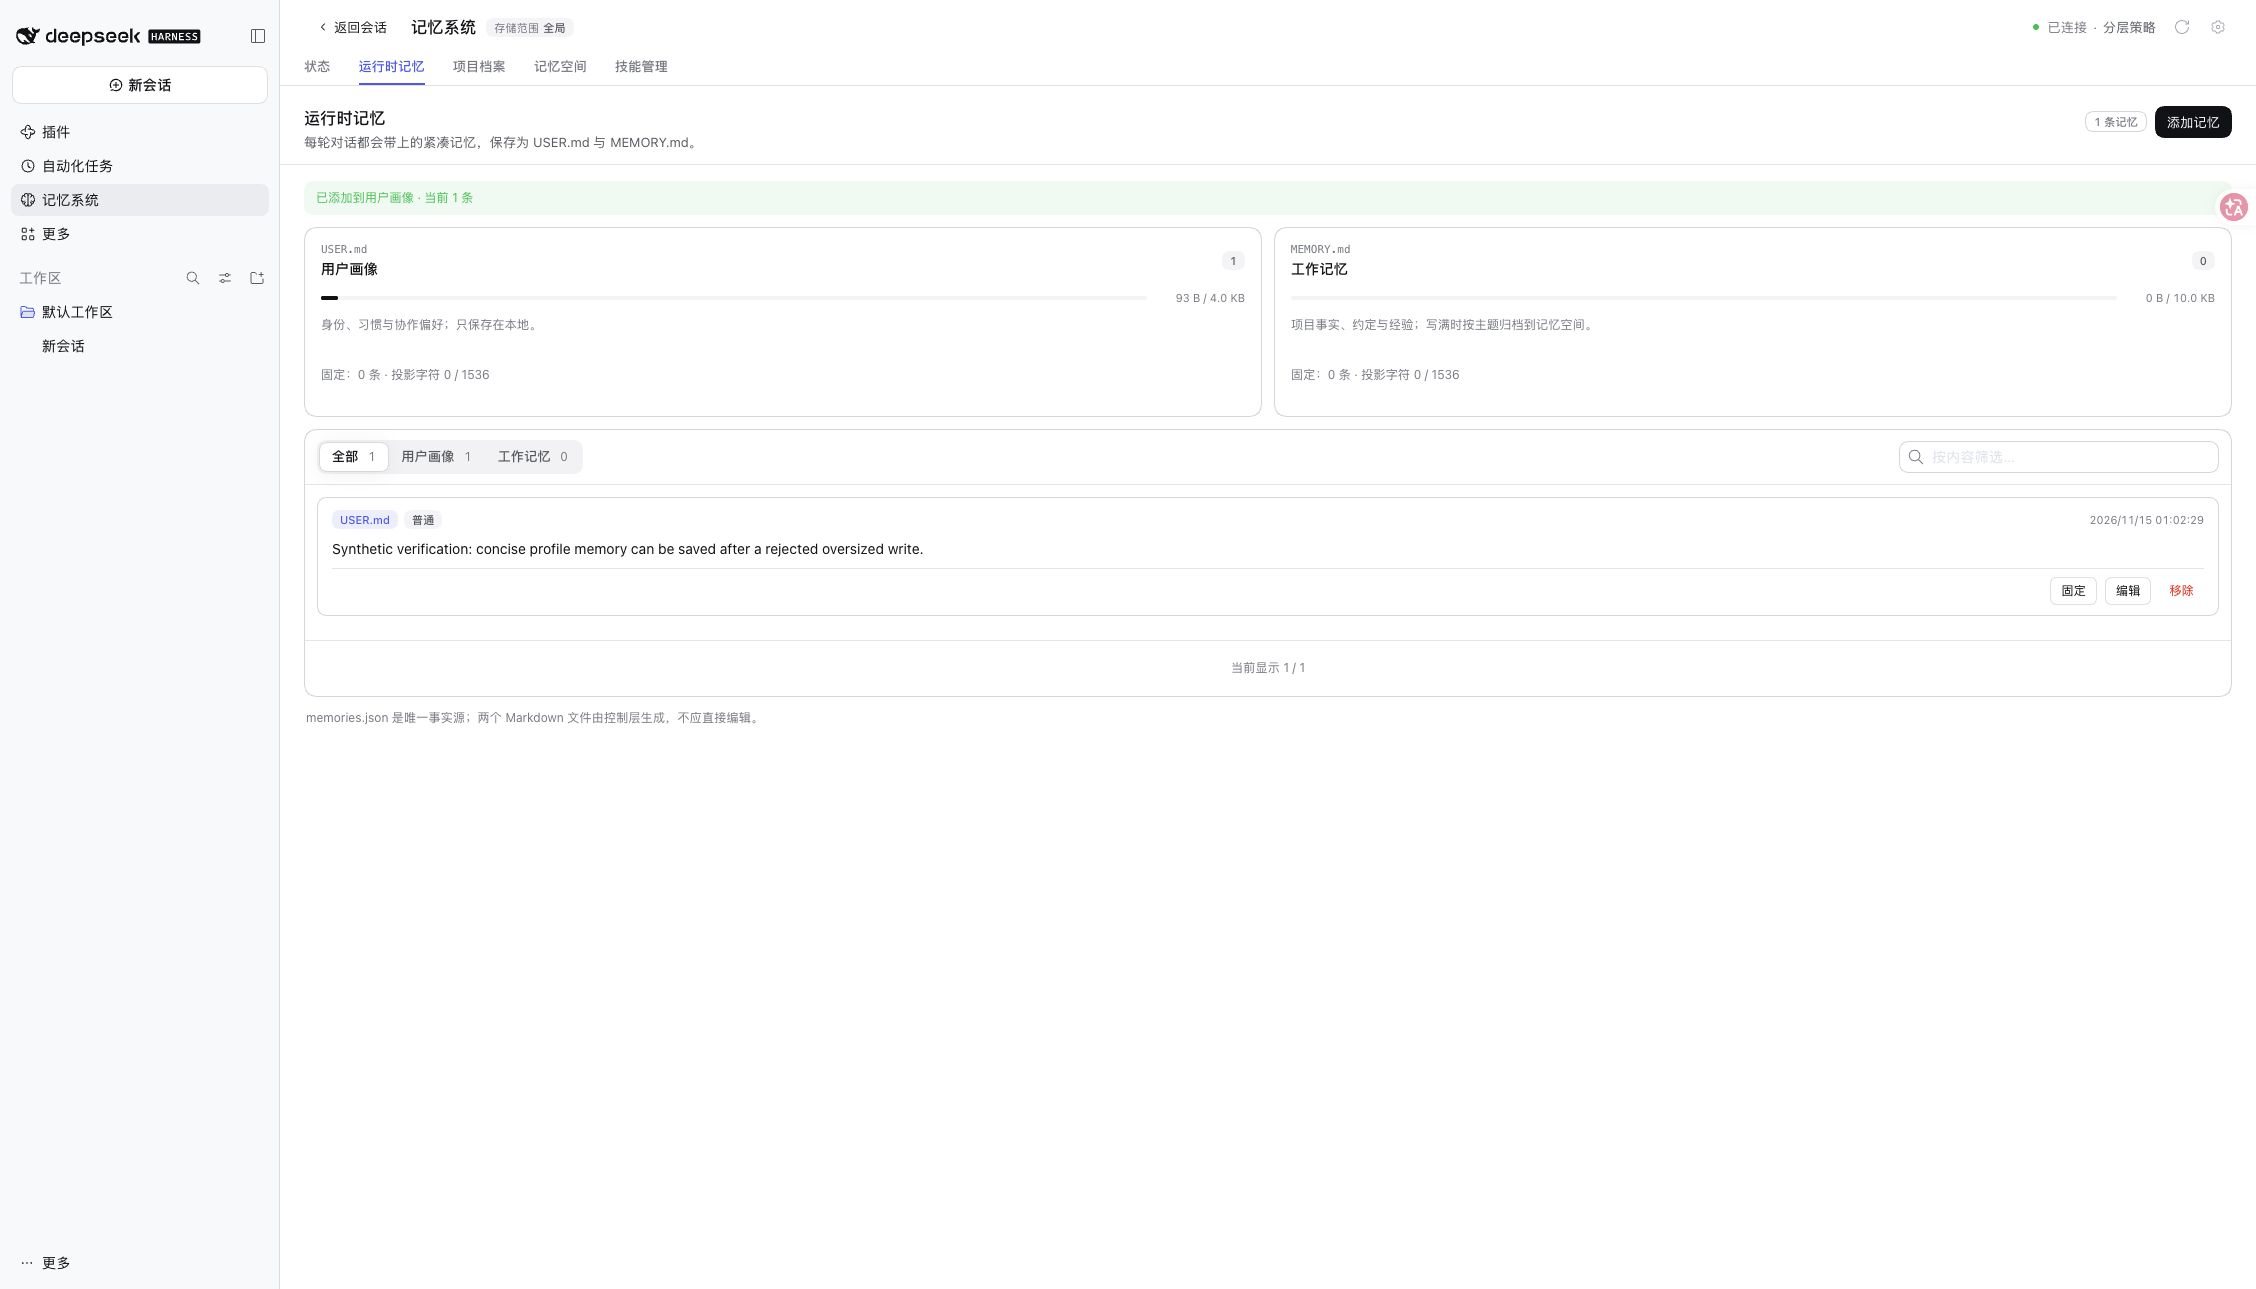 deepseek HARNESS
新会话
插件
自动化任务
记忆系统
更多
工作区
默认工作区
新会话
更多
返回会话 记忆系统 存储范围 全局
已连接 · 分层策略
状态 运行时记忆 项目档案 记忆空间 技能管理
运行时记忆
每轮对话都会带上的紧凑记忆，保存为 USER.md 与 MEMORY.md。
1 条记忆 添加记忆
已添加到用户画像 · 当前 1 条
USER.md
用户画像
1
93 B / 4.0 KB
身份、习惯与协作偏好；只保存在本地。
固定：0 条 · 投影字符 0 / 1536
MEMORY.md
工作记忆
0
0 B / 10.0 KB
项目事实、约定与经验；写满时按主题归档到记忆空间。
固定：0 条 · 投影字符 0 / 1536
全部 1 用户画像 1 工作记忆 0
按内容筛选...
USER.md 普通
2026/11/15 01:02:29
Synthetic verification: concise profile memory can be saved after a rejected oversized write.
固定 编辑 移除
当前显示 1 / 1
memories.json 是唯一事实源；两个 Markdown 文件由控制层生成，不应直接编辑。